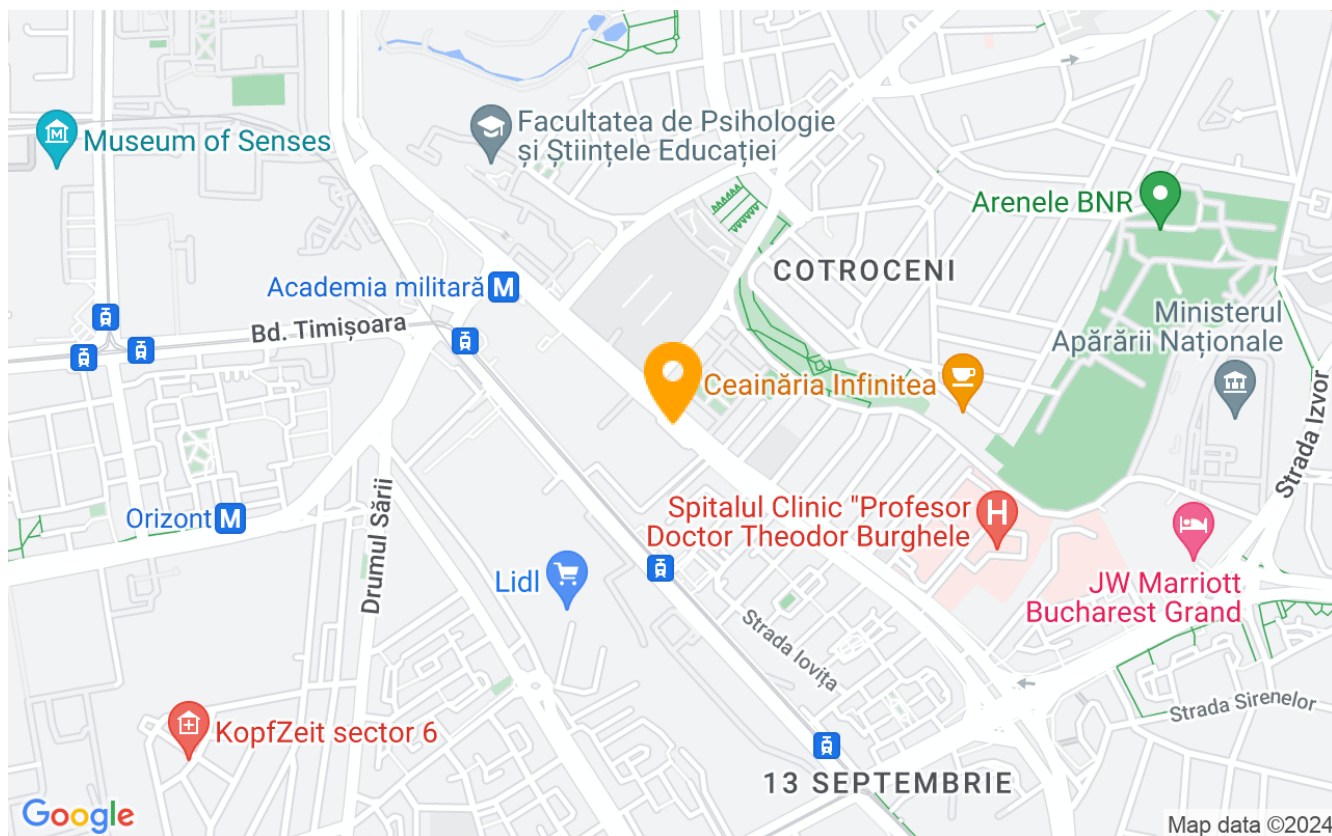 Museum of Senses
Facultatea de Psihologie
și Științele Educației
Arenele BNR
COTROCENI
Academia militară M
Bd. Timișoara
Ministerul
Apărării Naționale
Ceainăria Infinitea
Strada Izvor
Spitalul Clinic "Profesor
Doctor Theodor Burghele
H
Orizont M
Drumul Sării
Lidl
JW Marriott
Bucharest Grand
Strada Iovița
Strada Sirenelor
KopfZeit sector 6
13 SEPTEMBRIE
Google
Map data ©2024